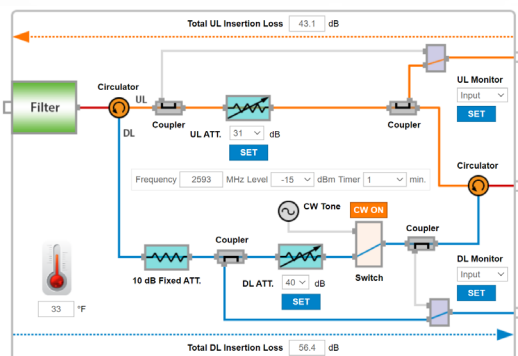 Total UL Insertion Loss 43.1 dB
Circulator
Filter
UL
DL
Coupler
UL ATT. 31 dB
SET
Coupler
UL Monitor
Input
SET
Circulator
Frequency 2593 MHz Level -15 dBm Timer 1 min.
CW Tone
CW ON
Coupler
Coupler
10 dB Fixed ATT.
DL ATT. 40 dB
SET
Switch
DL Monitor
Input
SET
33 °F
Total DL Insertion Loss 56.4 dB